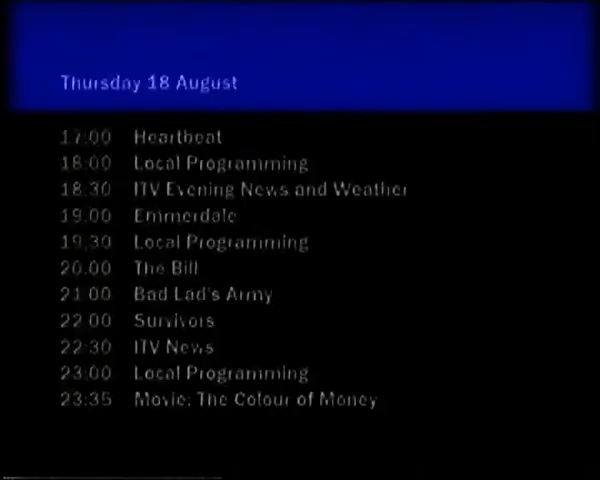 Thursday 18 August
17:00 Heartbeat
18:00 Local Programming
18:30 ITV Evening News and Weather
19.00 Emmerdale
19.30 Local Programming
20.00 The Bill
21:00 Bad Lad's Army
22:00 Survivors
22:30 ITV News
23:00 Local Programming
23:35 Movie: The Colour of Money